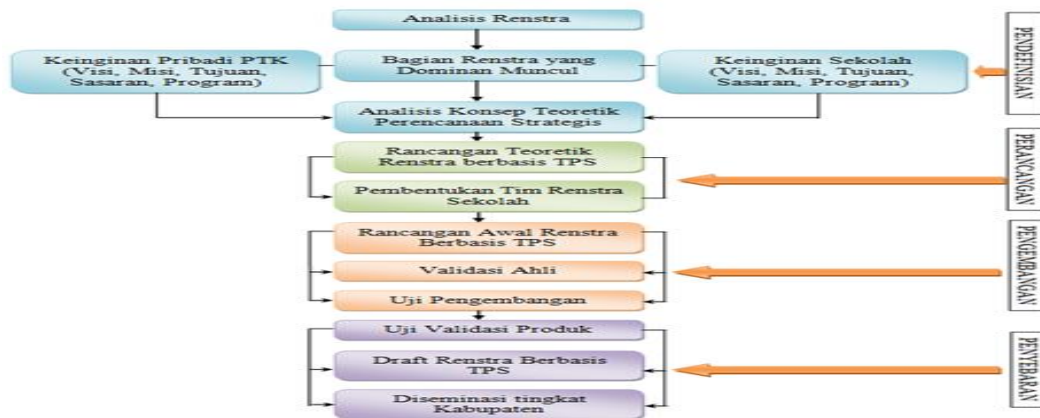 Analisis Renstra
Keinginan Pribadi PTK
(Visi, Misi, Tujuan,
Sasaran, Program)
Bagian Renstra yang
Dominan Muncul
Keinginan Sekolah
(Visi, Misi, Tujuan,
Sasaran, Program)
Analisis Konsep Teoretik
Perencanaan Strategis
PENDEFINISIAN
Rancangan Teoretik
Renstra berbasis TPS
Pembentukan Tim Renstra
Sekolah
PERANCANGAN
Rancangan Awal Renstra
Berbasis TPS
Validasi Ahli
Uji Pengembangan
PENGEMBANGAN
Uji Validasi Produk
Draft Renstra Berbasis
TPS
Diseminasi tingkat
Kabupaten
PENYEBARAN